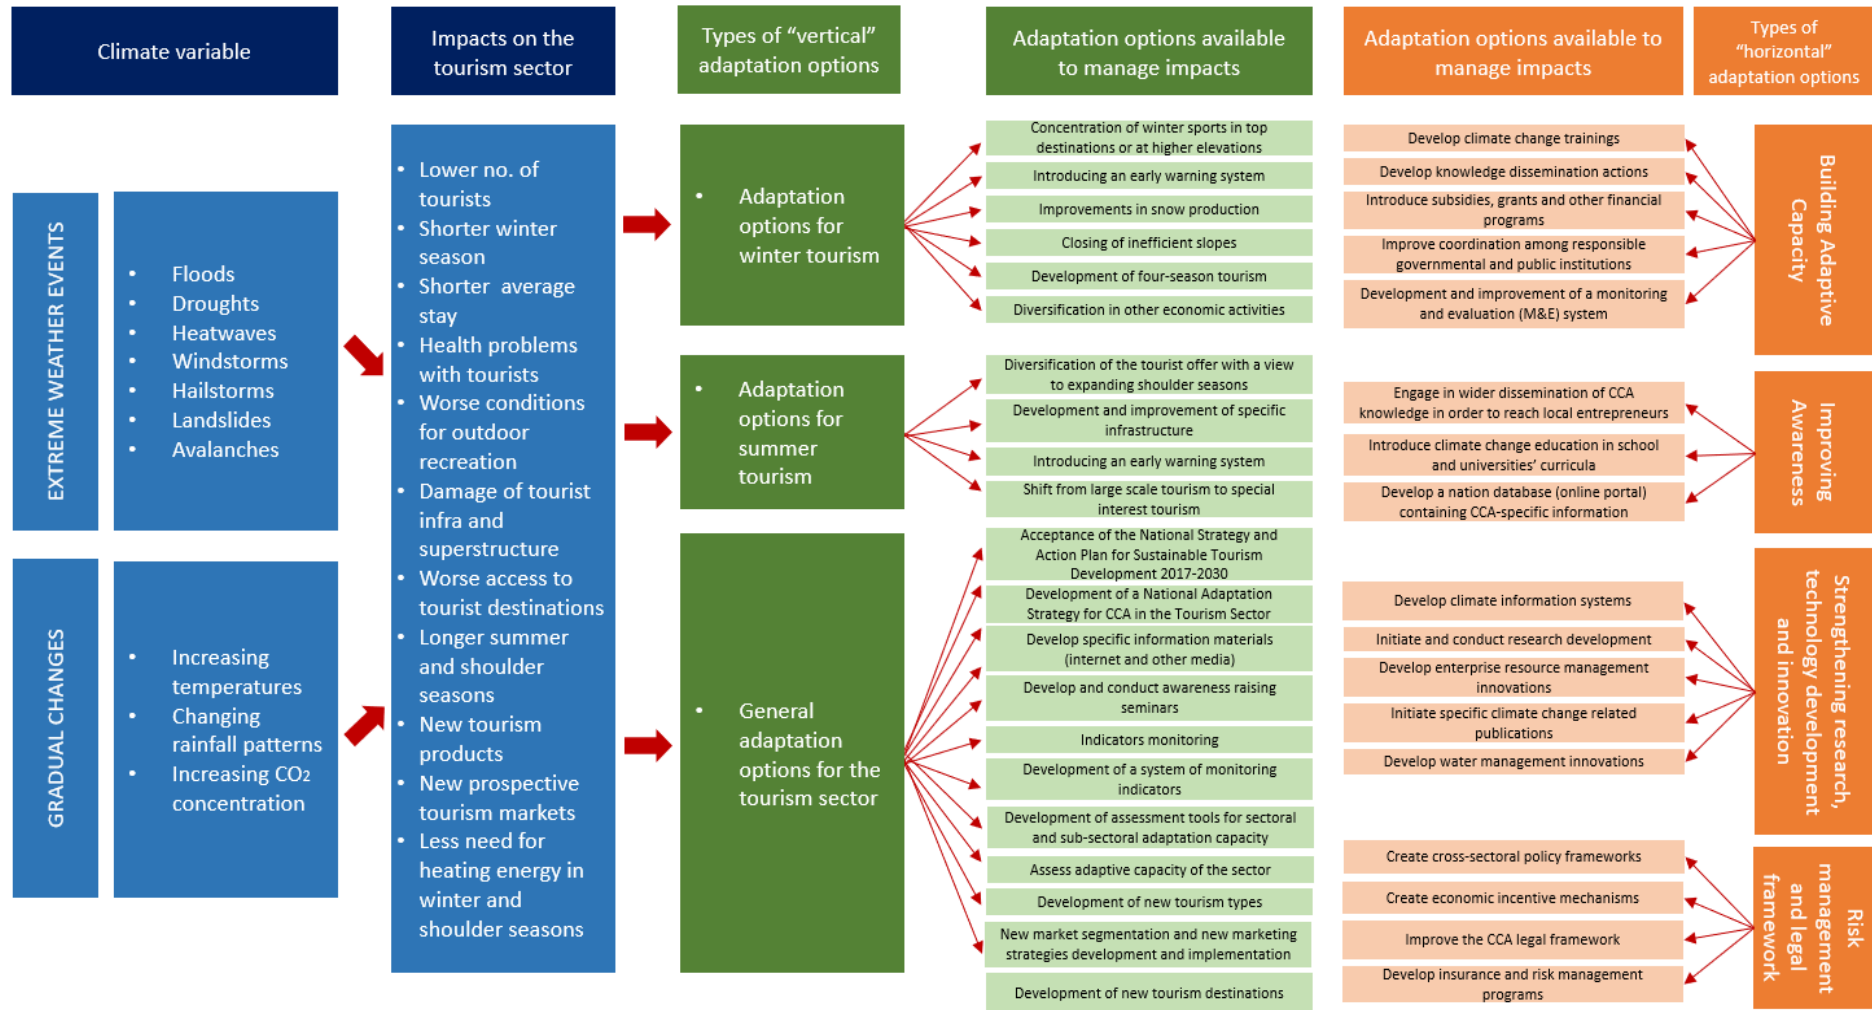 Climate variable
Impacts on the
tourism sector
Types of “vertical”
adaptation options
Adaptation options available
to manage impacts
Adaptation options available to
manage impacts
Types of
“horizontal”
adaptation options
EXTREME WEATHER EVENTS
• Floods
• Droughts
• Heatwaves
• Windstorms
• Hailstorms
• Landslides
• Avalanches
GRADUAL CHANGES
• Increasing
temperatures
• Changing
rainfall patterns
• Increasing CO2
concentration
• Lower no. of
tourists
• Shorter winter
season
• Shorter average
stay
• Health problems
with tourists
• Worse conditions
for outdoor
recreation
• Damage of tourist
infra and
superstructure
• Worse access to
tourist destinations
• Longer summer
and shoulder
seasons
• New tourism
products
• New prospective
tourism markets
• Less need for
heating energy in
winter and
shoulder seasons
• Adaptation
options for
winter tourism
• Adaptation
options for
summer
tourism
• General
adaptation
options for the
tourism sector
Concentration of winter sports in top
destinations or at higher elevations
Introducing an early warning system
Improvements in snow production
Closing of inefficient slopes
Development of four-season tourism
Diversification in other economic activities
Diversification of the tourist offer with a view
to expanding shoulder seasons
Development and improvement of specific
infrastructure
Introducing an early warning system
Shift from large scale tourism to special
interest tourism
Acceptance of the National Strategy and
Action Plan for Sustainable Tourism
Development 2017-2030
Development of a National Adaptation
Strategy for CCA in the Tourism Sector
Develop specific information materials
(internet and other media)
Develop and conduct awareness raising
seminars
Indicators monitoring
Development of a system of monitoring
indicators
Development of assessment tools for sectoral
and sub-sectoral adaptation capacity
Assess adaptive capacity of the sector
Development of new tourism types
New market segmentation and new marketing
strategies development and implementation
Development of new tourism destinations
Develop climate change trainings
Develop knowledge dissemination actions
Introduce subsidies, grants and other financial
programs
Improve coordination among responsible
governmental and public institutions
Development and improvement of a monitoring
and evaluation (M&E) system
Engage in wider dissemination of CCA
knowledge in order to reach local entrepreneurs
Introduce climate change education in school
and universities’ curricula
Develop a nation database (online portal)
containing CCA-specific information
Develop climate information systems
Initiate and conduct research development
Develop enterprise resource management
innovations
Initiate specific climate change related
publications
Develop water management innovations
Create cross-sectoral policy frameworks
Create economic incentive mechanisms
Improve the CCA legal framework
Develop insurance and risk management
programs
Building Adaptive
Capacity
Improving
Awareness
Strengthening research,
technology development
and innovation
Risk
management
and legal
framework